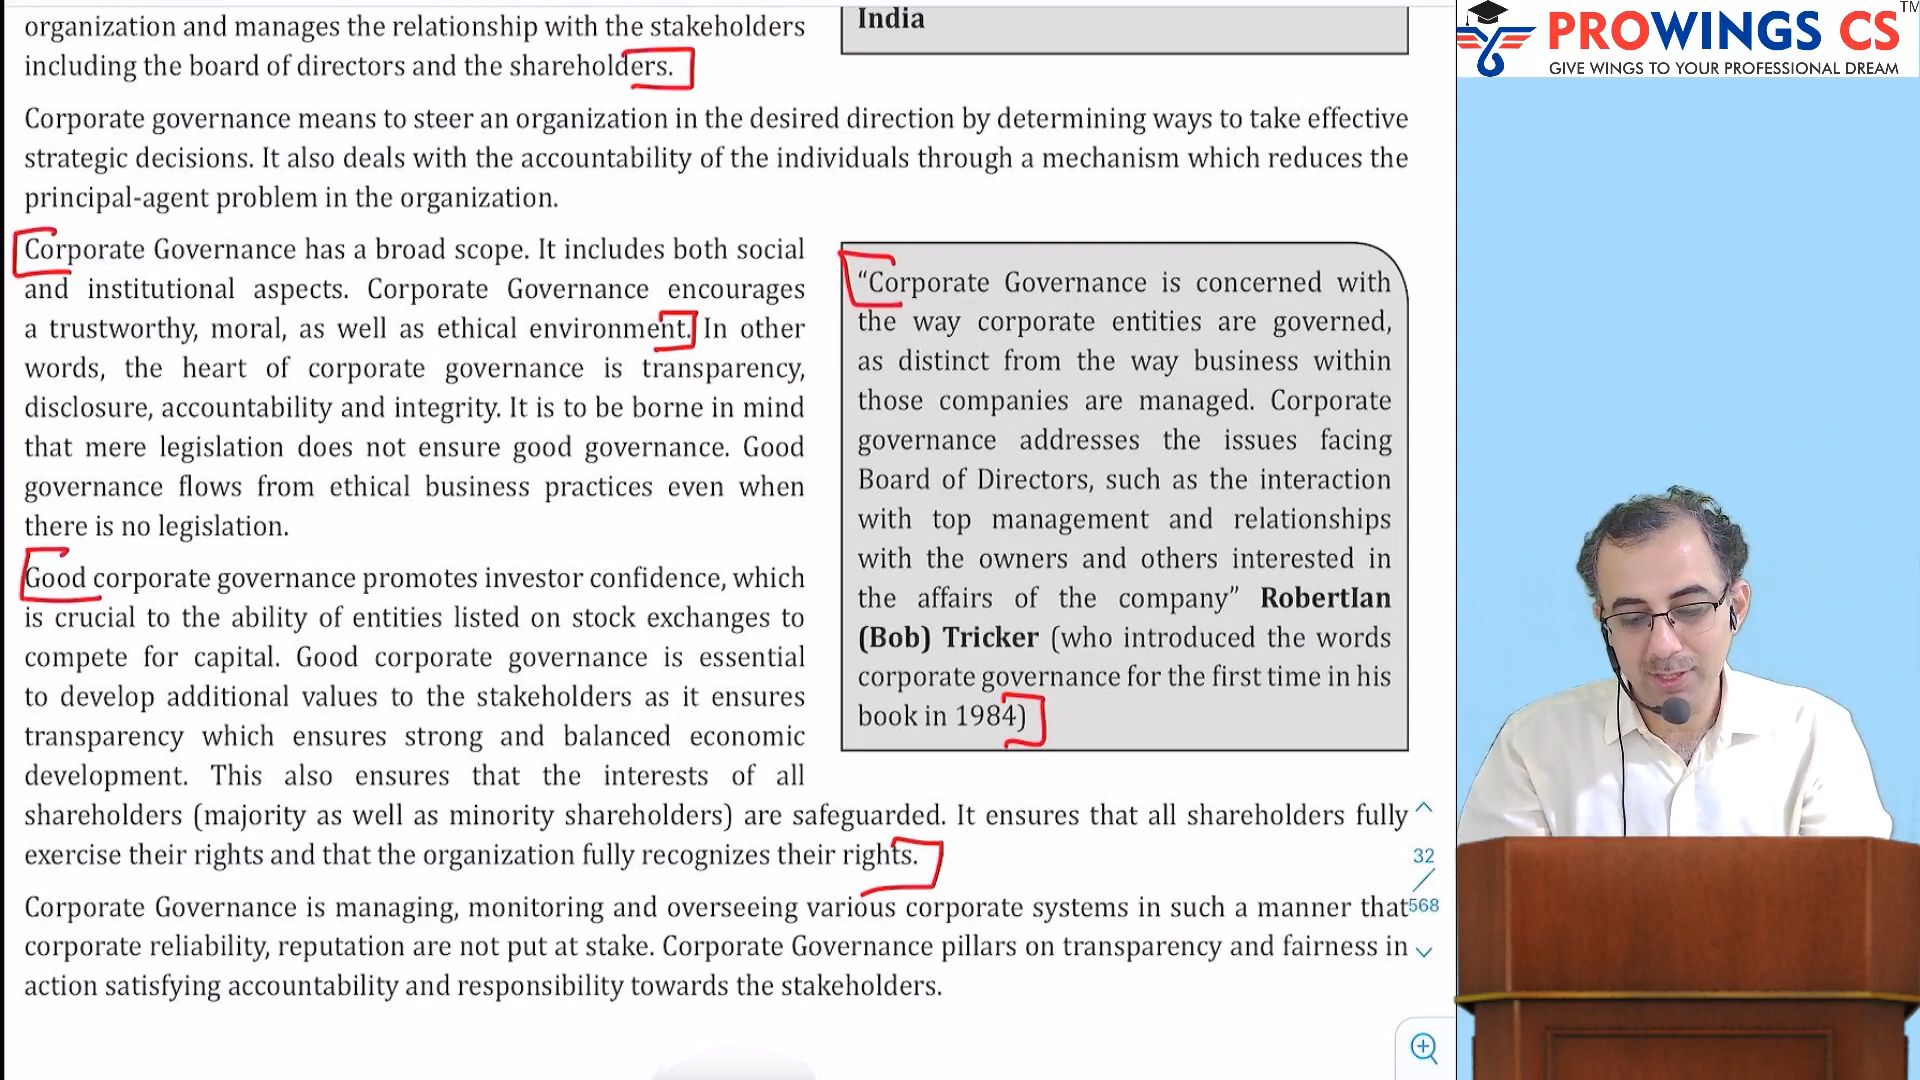 organization and manages the relationship with the stakeholders
including the board of directors and the shareholders.
India
Corporate governance means to steer an organization in the desired direction by determining ways to take effective
strategic decisions. It also deals with the accountability of the individuals through a mechanism which reduces the
principal-agent problem in the organization.
Corporate Governance has a broad scope. It includes both social
and institutional aspects. Corporate Governance encourages
a trustworthy, moral, as well as ethical environment. In other
words, the heart of corporate governance is transparency,
disclosure, accountability and integrity. It is to be borne in mind
that mere legislation does not ensure good governance. Good
governance flows from ethical business practices even when
there is no legislation.
Good corporate governance promotes investor confidence, which
is crucial to the ability of entities listed on stock exchanges to
compete for capital. Good corporate governance is essential
to develop additional values to the stakeholders as it ensures
transparency which ensures strong and balanced economic
development. This also ensures that the interests of all
shareholders (majority as well as minority shareholders) are safeguarded. It ensures that all shareholders fully
exercise their rights and that the organization fully recognizes their rights.
"Corporate Governance is concerned with
the way corporate entities are governed,
as distinct from the way business within
those companies are managed. Corporate
governance addresses the issues facing
Board of Directors, such as the interaction
with top management and relationships
with the owners and others interested in
the affairs of the company" RobertIan
(Bob) Tricker (who introduced the words
corporate governance for the first time in his
book in 1984)
Corporate Governance is managing, monitoring and overseeing various corporate systems in such a manner that
corporate reliability, reputation are not put at stake. Corporate Governance pillars on transparency and fairness in
action satisfying accountability and responsibility towards the stakeholders.
32
568
PROWINGS CS TM
GIVE WINGS TO YOUR PROFESSIONAL DREAM